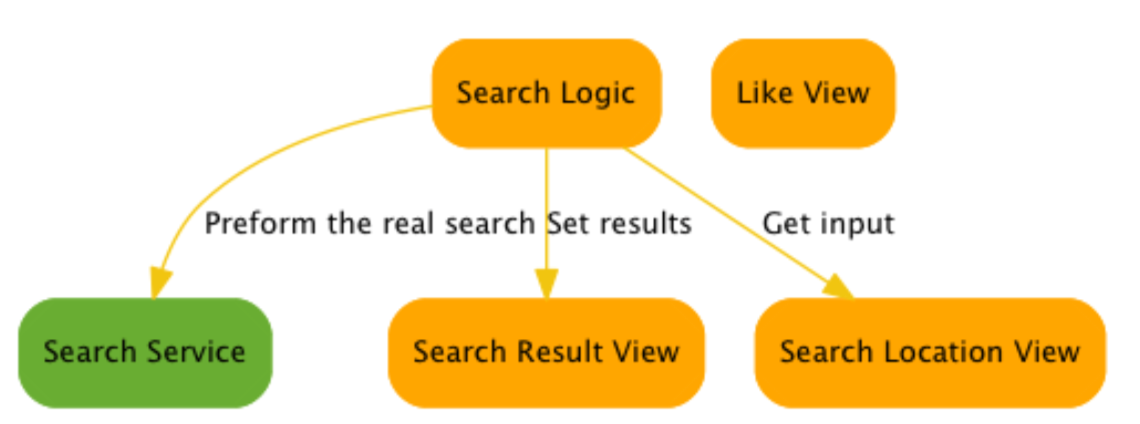 Search Logic
Like View
Preform the real search
Set results
Get input
Search Service
Search Result View
Search Location View